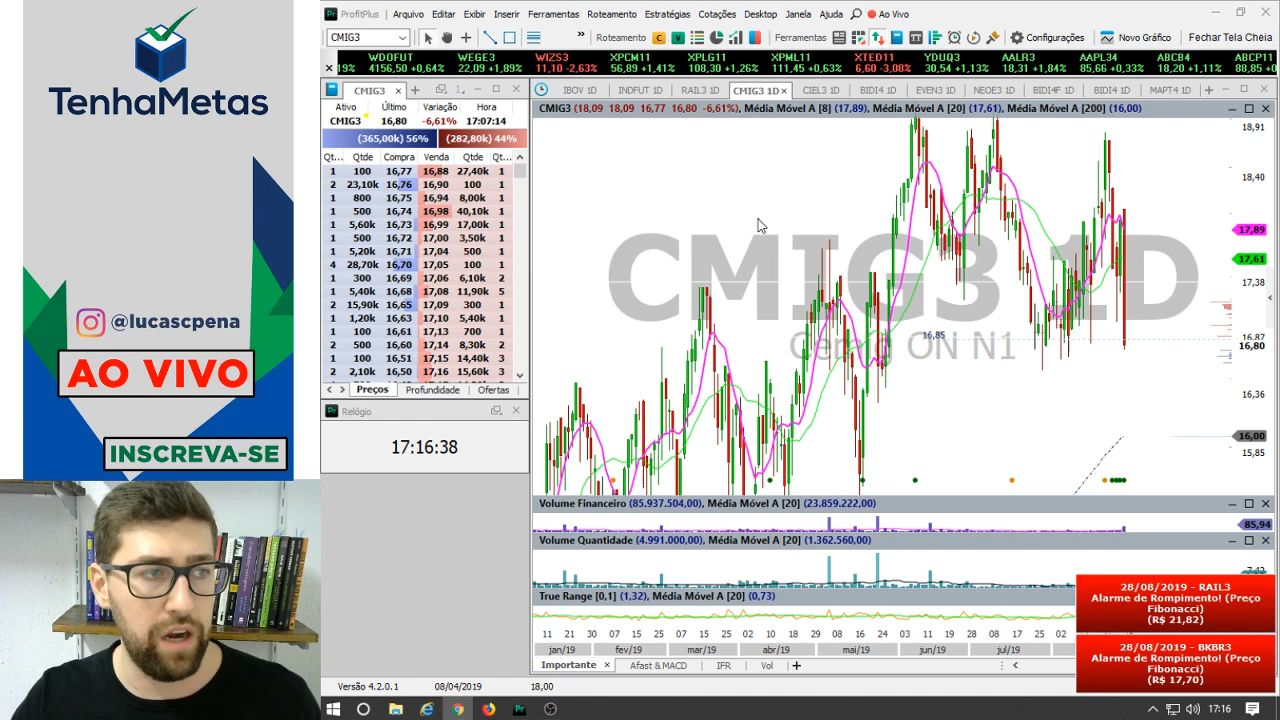 TenhaMetas
@lucascpena
AO VIVO
INSCREVA-SE
ProfitPlus Arquivo Editar Exibir Inserir Ferramentas Roteamento Estratégias Cotações Desktop Janela Ajuda Ao Vivo
CMIG3 Roteamento Ferramentas Configurações Novo Gráfico Fechar Tela Cheia
WDOFUT WEGE3 WIZS3 XPCM11 XPLG11 XPML11 XTED11 YDUQ3 AALR3 AAPL34 ABCB4 ABCP11
19% 4156,50 +0,64% 22,09 +1,89% 11,10 -2,63% 56,89 +1,41% 108,30 +1,26% 111,45 +0,63% 6,60 -3,08% 30,54 +1,13% 18,31 +0,84% 85,66 +0,33% 18,20 +1,11% 88,85 +0
CMIG3
Ativo Último Variação Hora
CMIG3 16,80 -6,61% 17:07:14
(365,00k) 56% (282,80k) 44%
Qt... Qtde Compra Venda Qtde Qt...
1 100 16,77 16,88 27,40k 1
2 23,10k 16,76 16,90 100 1
1 800 16,75 16,94 8,00k 1
1 500 16,74 16,98 40,10k 1
1 5,60k 16,73 16,99 17,00k 1
1 500 16,72 17,00 3,50k 1
1 5,20k 16,71 17,04 500 1
4 28,70k 16,70 17,05 100 1
1 300 16,69 17,06 6,10k 2
1 5,40k 16,68 17,08 11,90k 5
2 15,90k 16,65 17,09 300 1
1 1,20k 16,63 17,10 5,40k 1
1 100 16,61 17,13 700 1
2 500 16,60 17,14 8,30k 2
1 100 16,51 17,15 14,40k 3
2 2,10k 16,50 17,16 15,60k 3
Preços Profundidade Ofertas
Relógio
17:16:38
IBOV 1D INDFUT 1D RAIL3 1D CMIG3 1D CIEL3 1D BIDI4 1D EVEN3 1D BIDI4F 1D NEOE3 1D BIDI4 1D MAPT4 1D
CMIG3 (18,09 18,09 16,77 16,80 -6,61%), Média Móvel A [8] (17,89), Média Móvel A [20] (17,61), Média Móvel A [200] (16,00)
CMIG3 1D
Cemig ON N1
16,85
18,91
18,40
17,89
17,61
17,38
16,87
16,80
16,36
16,00
15,85
Volume Financeiro (85.937.504,00), Média Móvel A [20] (23.859.222,00)
85,94
Volume Quantidade (4.991.000,00), Média Móvel A [20] (1.362.560,00)
True Range [0,1] (1,32), Média Móvel A [20] (0,73)
11 21 30 07 15 25 07 15 25 02 10 18 02 10 16 24 03 11 19 28 08 16 24 02
jan/19 fev/19 mar/19 abr/19 mai/19 jun/19 jul/19
Importante Afast & MACD IFR Vol
28/08/2019 - RAIL3
Alarme de Rompimento! (Preço
Fibonacci)
(R$ 21,82)
28/08/2019 - BKBR3
Alarme de Rompimento! (Preço
Fibonacci)
(R$ 17,70)
Versão 4.2.0.1 08/04/2019 18,00
17:16